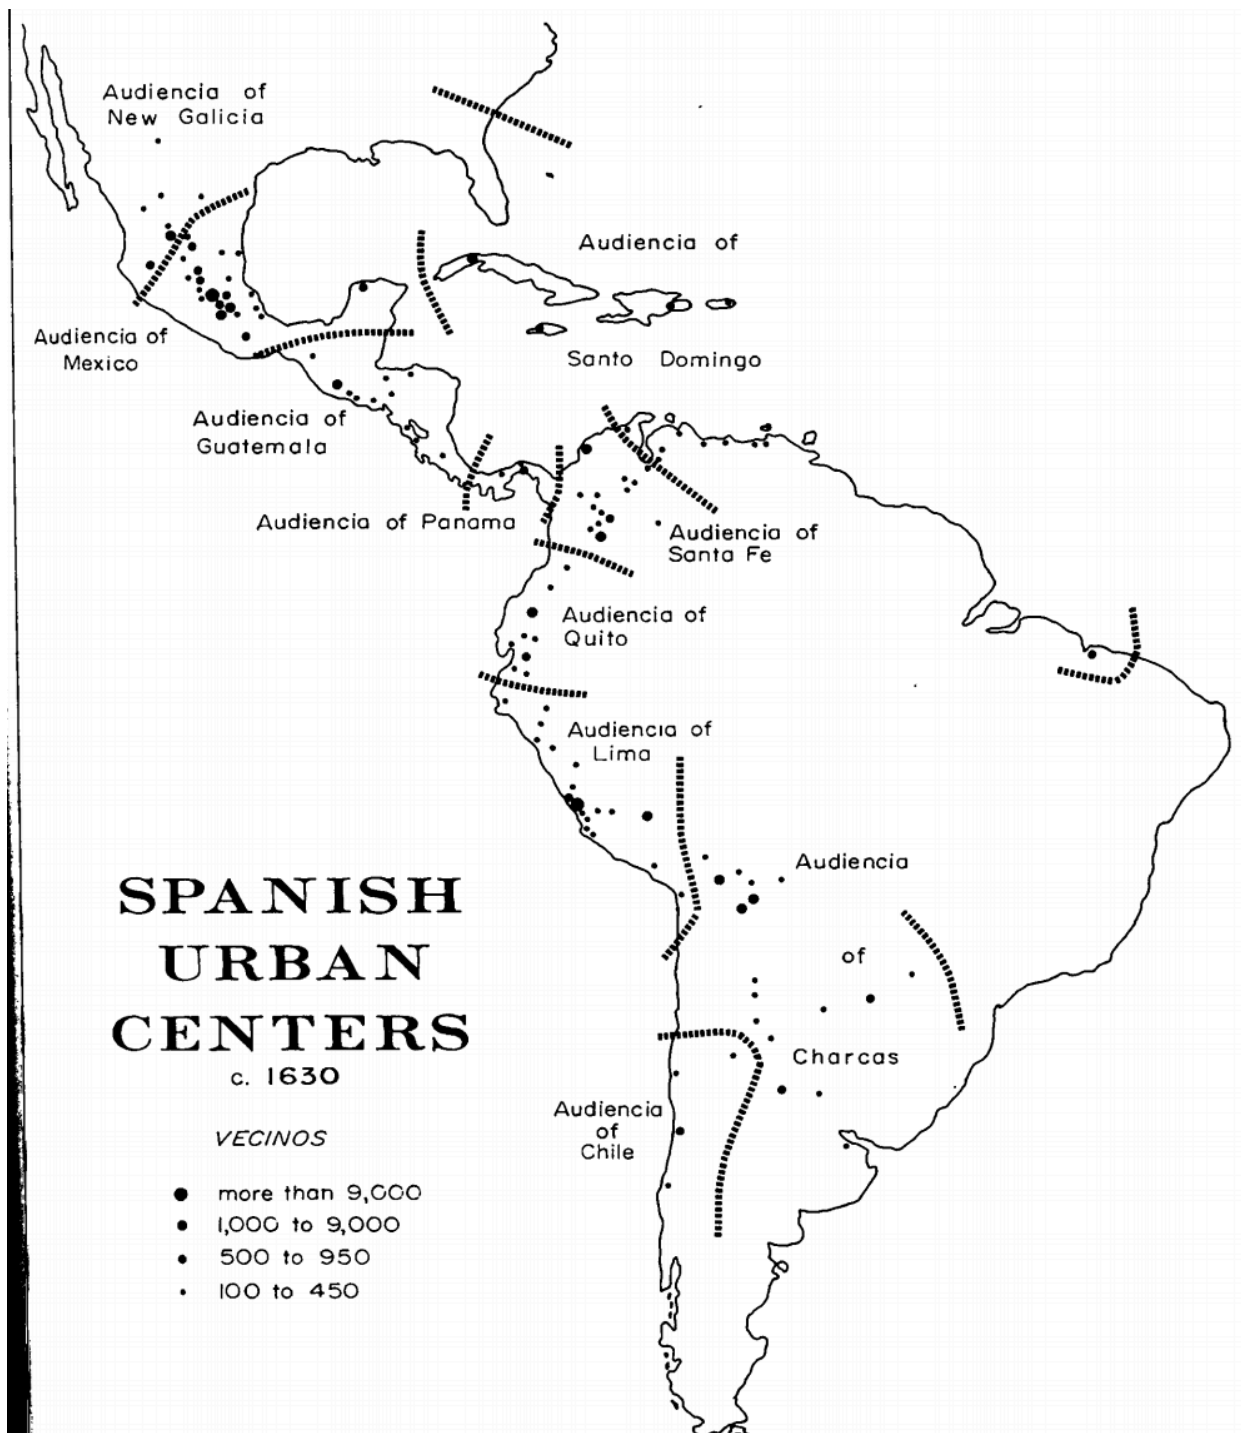 Audiencia of
New Galicia
Audiencia of
Santo Domingo
Audiencia of
Mexico
Audiencia of
Guatemala
Audiencia of Panama
Audiencia of
Santa Fe
Audiencia of
Quito
Audiencia of
Lima
Audiencia
of
Charcas
Audiencia
of
Chile
SPANISH
URBAN
CENTERS
c. 1630
VECINOS
more than 9,000
1,000 to 9,000
500 to 950
100 to 450